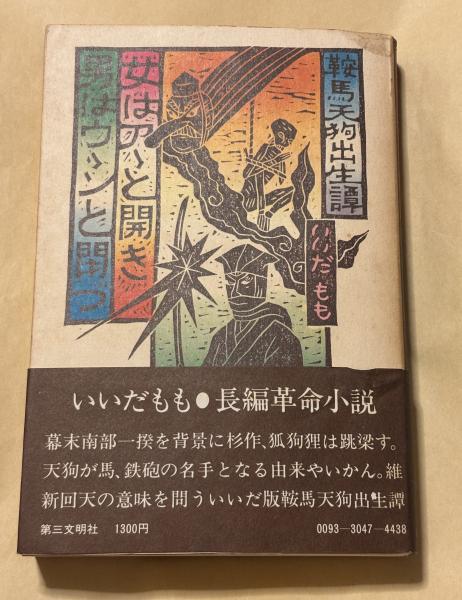 鞍馬天狗出生譚
いいだもも
女はアーンと開き
男はウーンと閉づ
いいだもも●長編革命小説
幕末南部一揆を背景に杉作、狐狗狸は跳梁す。
天狗が馬、鉄砲の名手となる由来やいかん。維
新回天の意味を問ういいだ版鞍馬天狗出生譚
第三文明社 1300円
0093―3047―4438